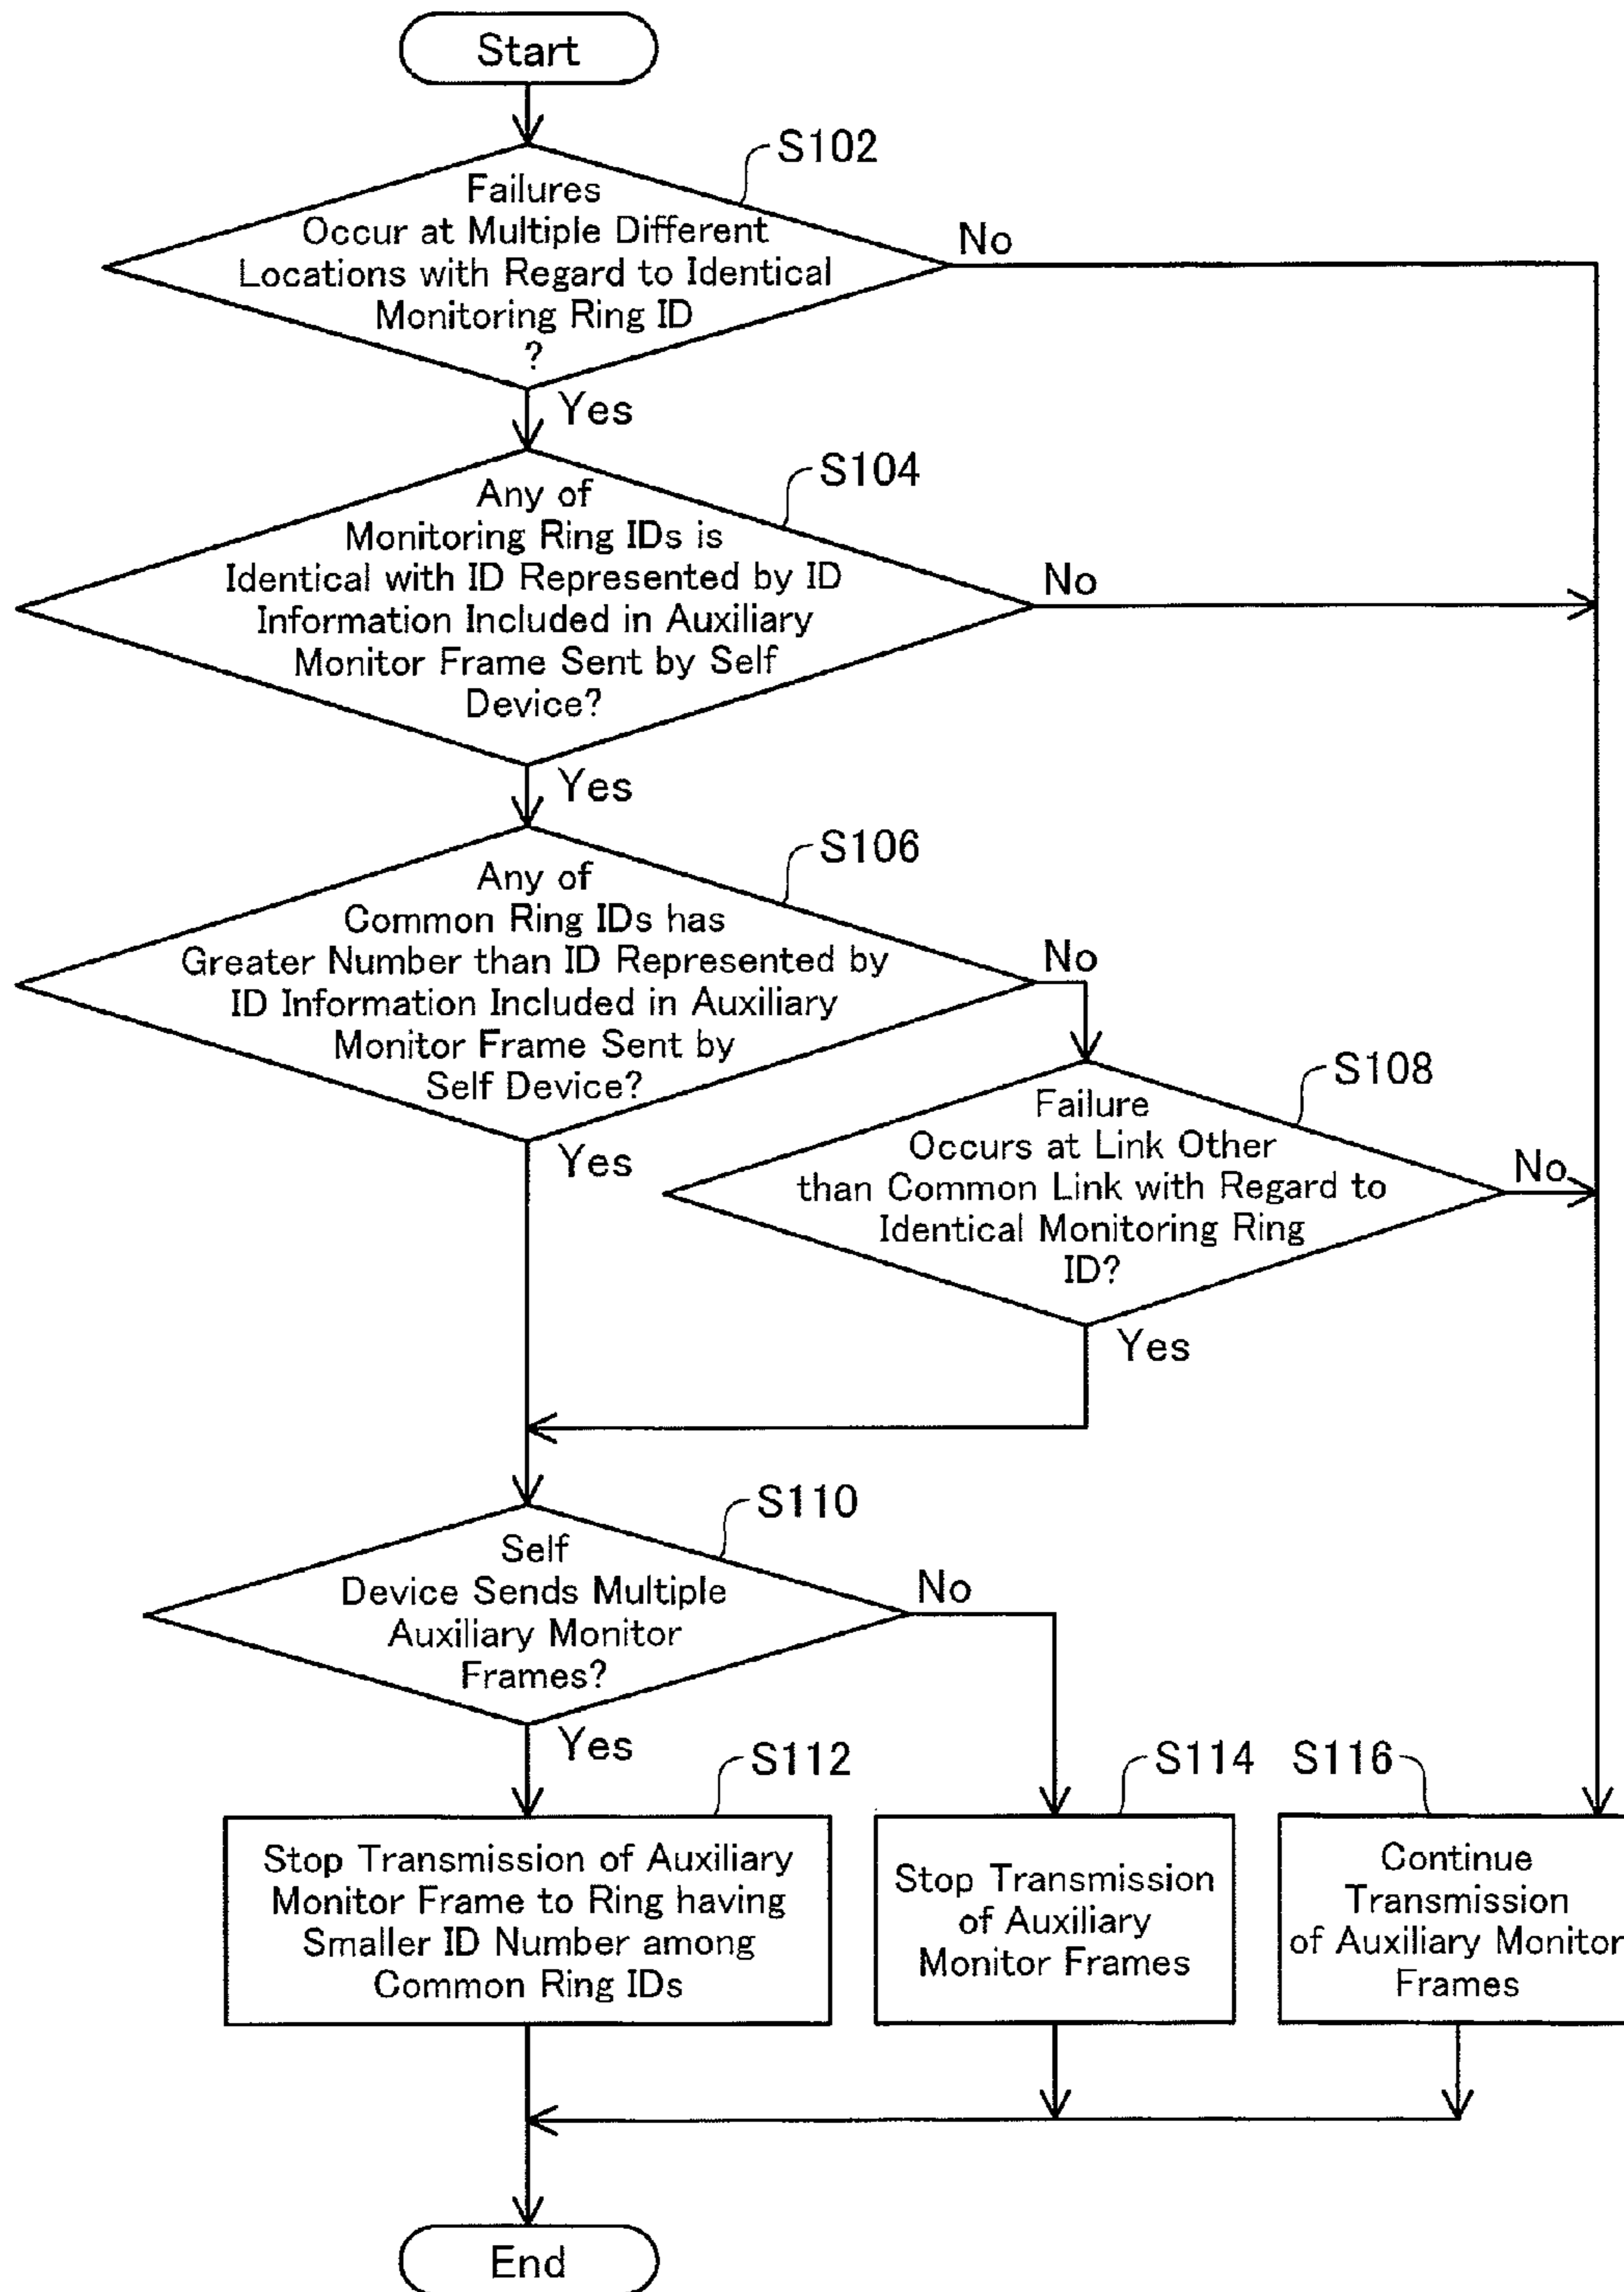 Start
S102
Failures
Occur at Multiple Different
Locations with Regard to Identical
Monitoring Ring ID
?
No
Yes
S104
Any of
Monitoring Ring IDs is
Identical with ID Represented by ID
Information Included in Auxiliary
Monitor Frame Sent by Self
Device?
No
Yes
S106
Any of
Common Ring IDs has
Greater Number than ID Represented by
ID Information Included in Auxiliary
Monitor Frame Sent by
Self Device?
No
Yes
S108
Failure
Occurs at Link Other
than Common Link with Regard to
Identical Monitoring Ring
ID?
No
Yes
S110
Self
Device Sends Multiple
Auxiliary Monitor
Frames?
No
Yes
S112
Stop Transmission of Auxiliary
Monitor Frame to Ring having
Smaller ID Number among
Common Ring IDs
S114
Stop Transmission
of Auxiliary
Monitor Frames
S116
Continue
Transmission
of Auxiliary Monitor
Frames
End